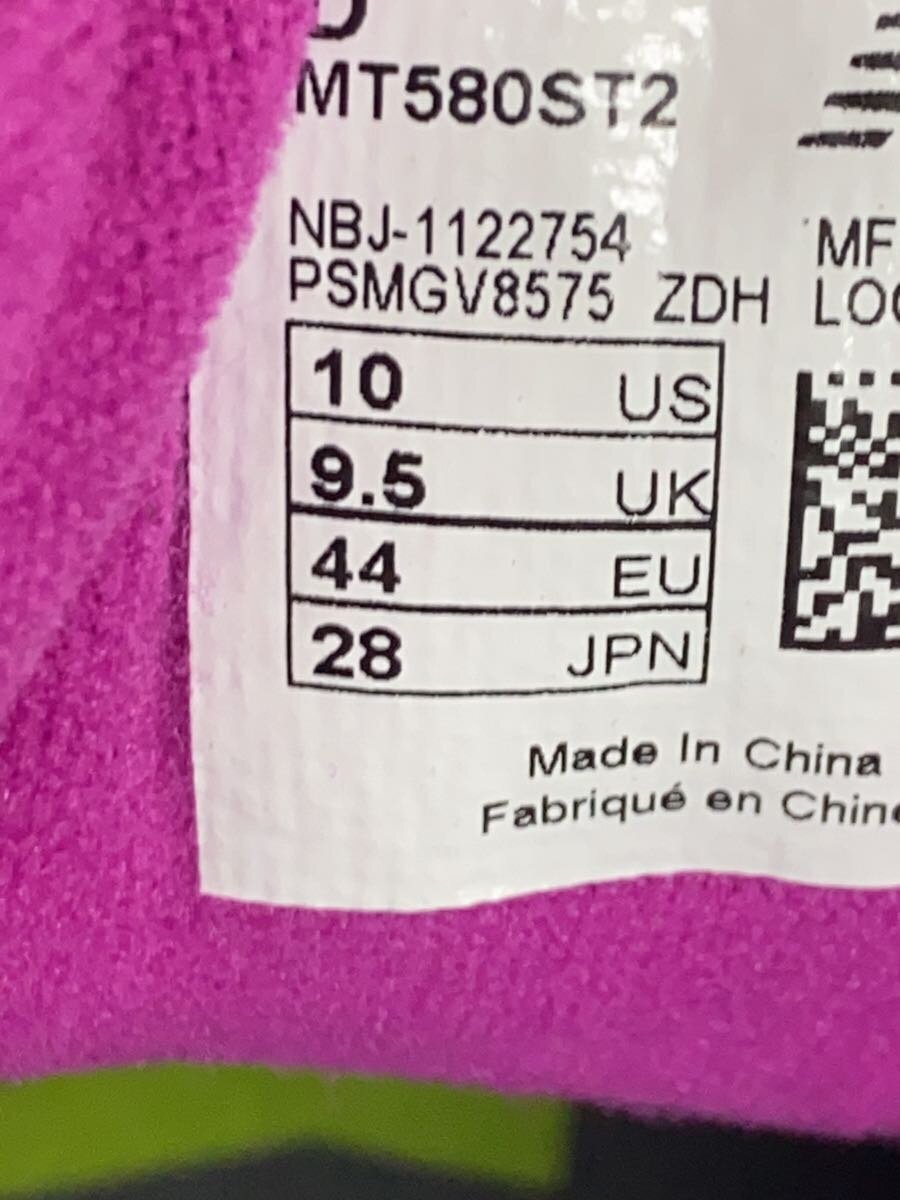 MT580ST2
NBJ-1122754
PSMGV8575 ZDH
10 US
9.5 UK
44 EU
28 JPN
Made In China
Fabriqué en Chine